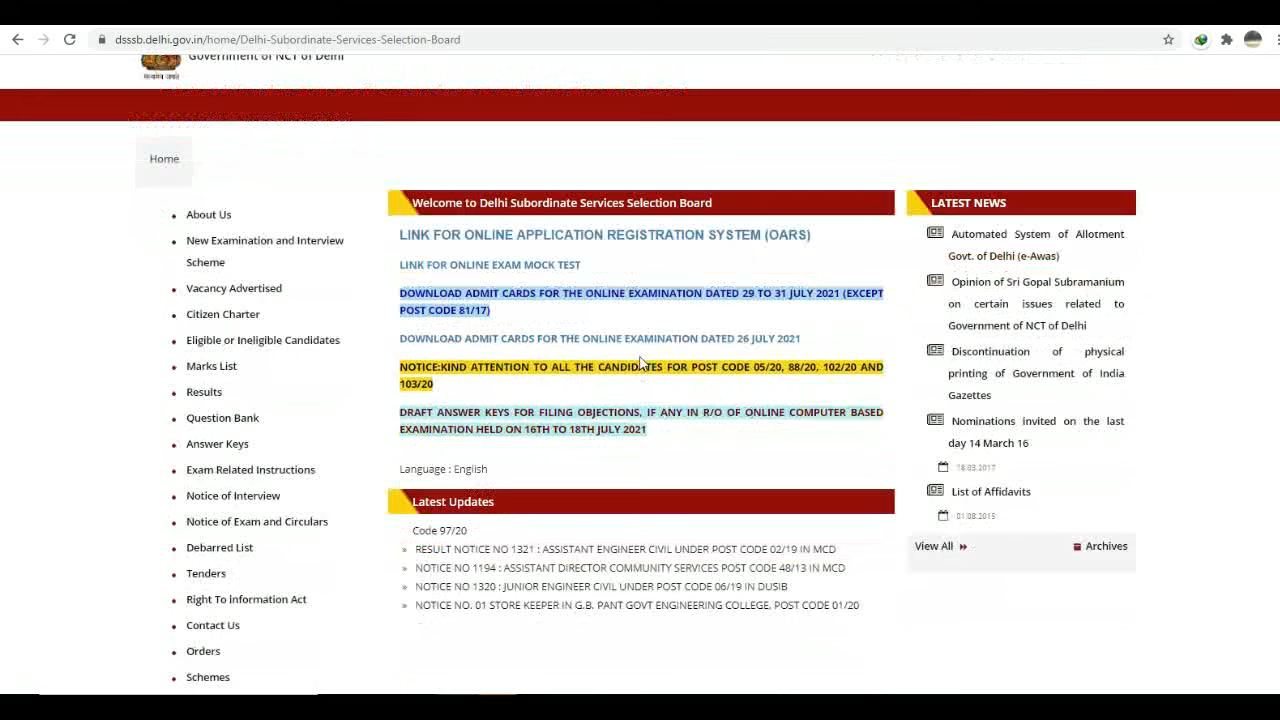 dsssb.delhi.gov.in/home/Delhi-Subordinate-Services-Selection-Board
Government of NCT of Delhi
सत्यमेव जयते
Home
About Us
New Examination and Interview
Scheme
Vacancy Advertised
Citizen Charter
Eligible or Ineligible Candidates
Marks List
Results
Question Bank
Answer Keys
Exam Related Instructions
Notice of Interview
Notice of Exam and Circulars
Debarred List
Tenders
Right To information Act
Contact Us
Orders
Schemes
Welcome to Delhi Subordinate Services Selection Board
LINK FOR ONLINE APPLICATION REGISTRATION SYSTEM (OARS)
LINK FOR ONLINE EXAM MOCK TEST
DOWNLOAD ADMIT CARDS FOR THE ONLINE EXAMINATION DATED 29 TO 31 JULY 2021 (EXCEPT
POST CODE 81/17)
DOWNLOAD ADMIT CARDS FOR THE ONLINE EXAMINATION DATED 26 JULY 2021
NOTICE:KIND ATTENTION TO ALL THE CANDIDATES FOR POST CODE 05/20, 88/20, 102/20 AND
103/20
DRAFT ANSWER KEYS FOR FILING OBJECTIONS, IF ANY IN R/O OF ONLINE COMPUTER BASED
EXAMINATION HELD ON 16TH TO 18TH JULY 2021
Language : English
Latest Updates
Code 97/20
» RESULT NOTICE NO 1321 : ASSISTANT ENGINEER CIVIL UNDER POST CODE 02/19 IN MCD
» NOTICE NO 1194 : ASSISTANT DIRECTOR COMMUNITY SERVICES POST CODE 48/13 IN MCD
» NOTICE NO 1320 : JUNIOR ENGINEER CIVIL UNDER POST CODE 06/19 IN DUSIB
» NOTICE NO. 01 STORE KEEPER IN G.B. PANT GOVT ENGINEERING COLLEGE, POST CODE 01/20
LATEST NEWS
Automated System of Allotment
Govt. of Delhi (e-Awas)
Opinion of Sri Gopal Subramanium
on certain issues related to
Government of NCT of Delhi
Discontinuation of physical
printing of Government of India
Gazettes
Nominations invited on the last
day 14 March 16
18.03.2017
List of Affidavits
01.08.2015
View All
Archives